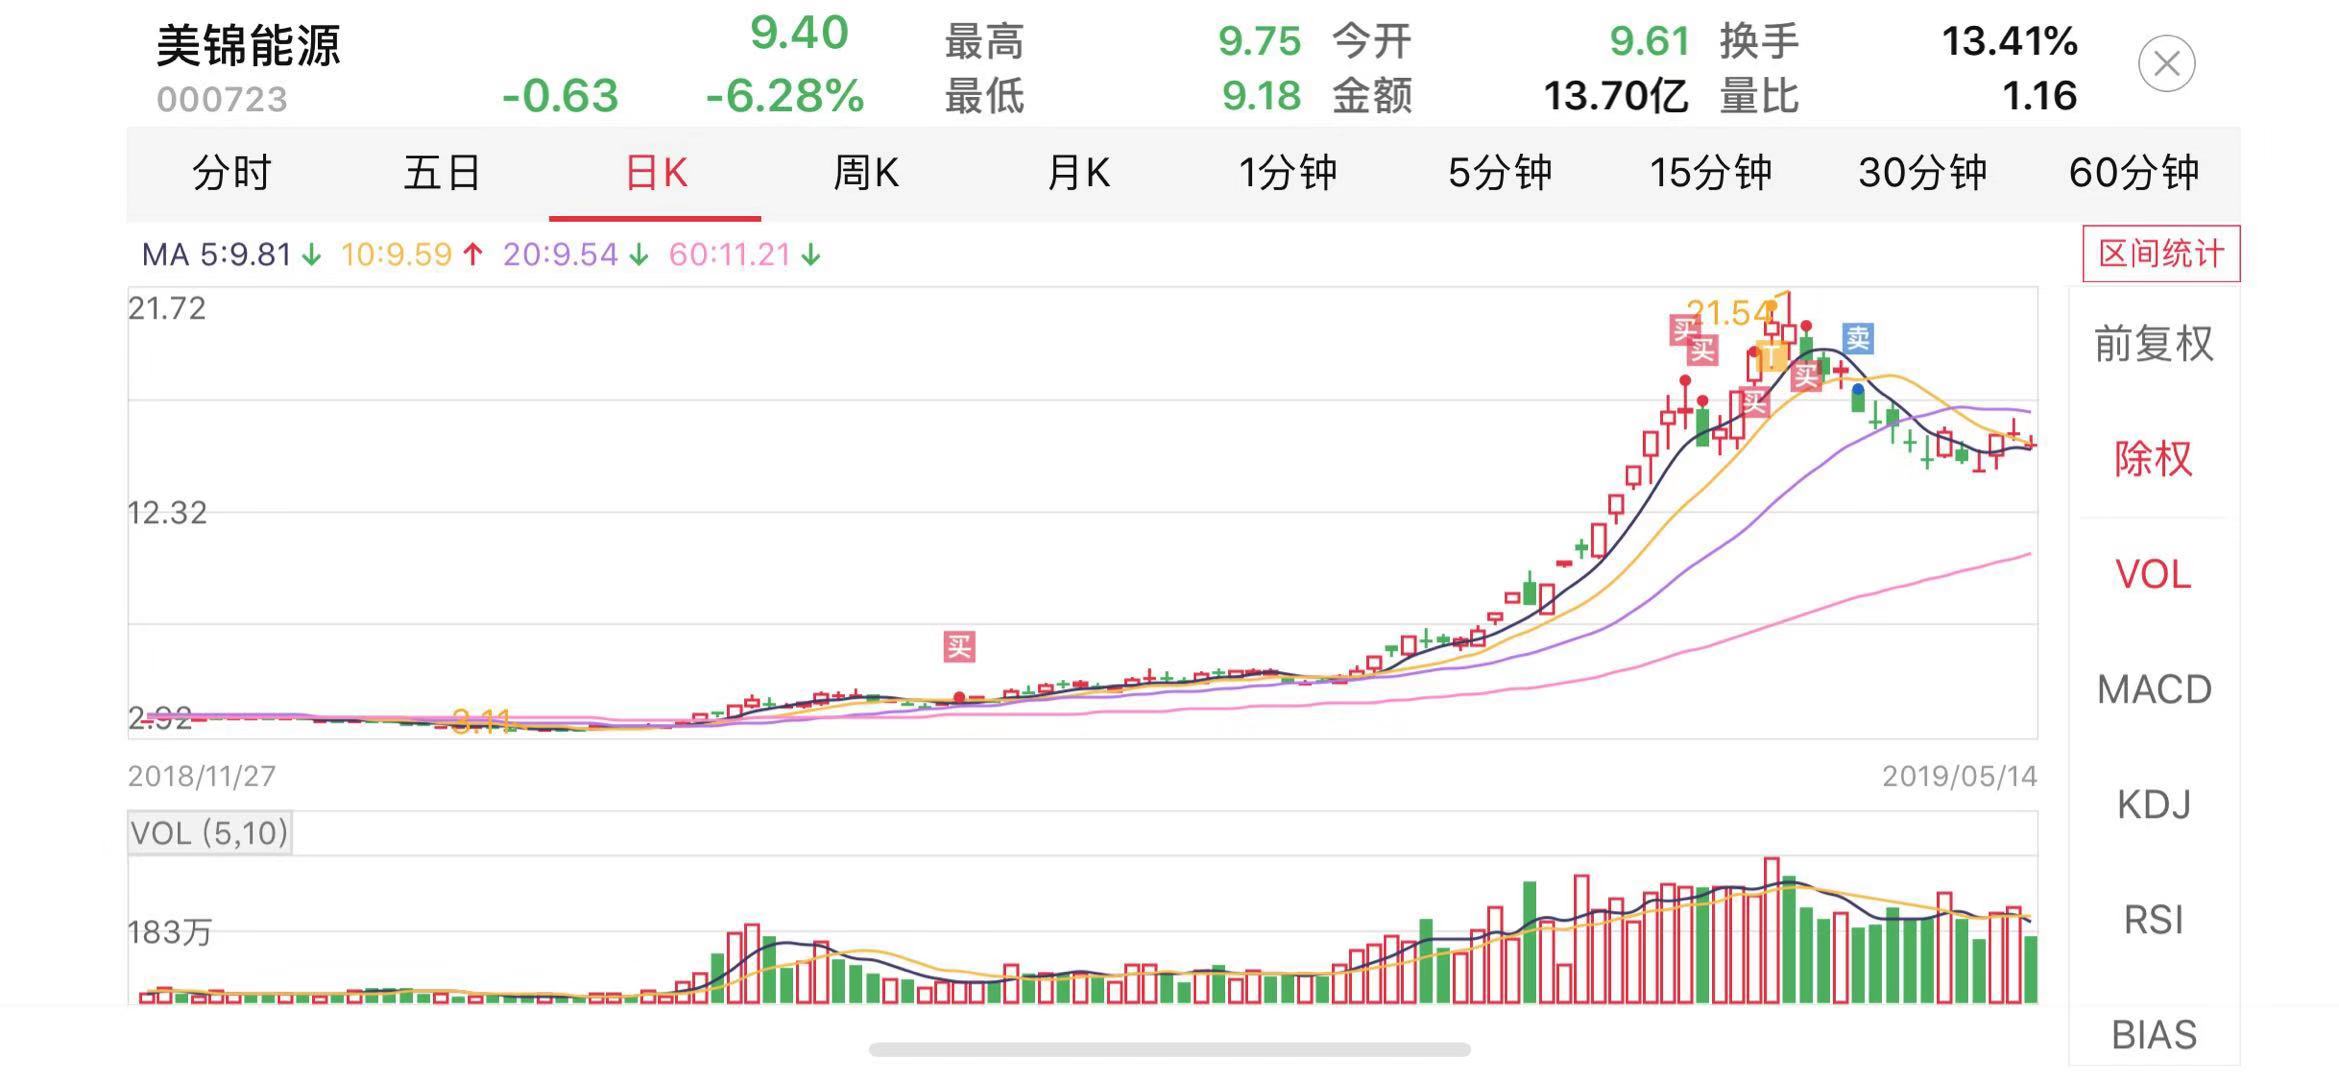 美锦能源 9.40 最高 9.75 今开 9.61 换手 13.41%
000723 -0.63 -6.28% 最低 9.18 金额 13.70亿 量比 1.16
分时 五日 日K 周K 月K 1分钟 5分钟 15分钟 30分钟 60分钟
MA 5:9.81 10:9.59 20:9.54 60:11.21
区间统计
21.72
21.54
买
买
T
卖
买
买
12.32
买
2.92
3.11
2018/11/27 2019/05/14
VOL (5,10)
183万
前复权
除权
VOL
MACD
KDJ
RSI
BIAS